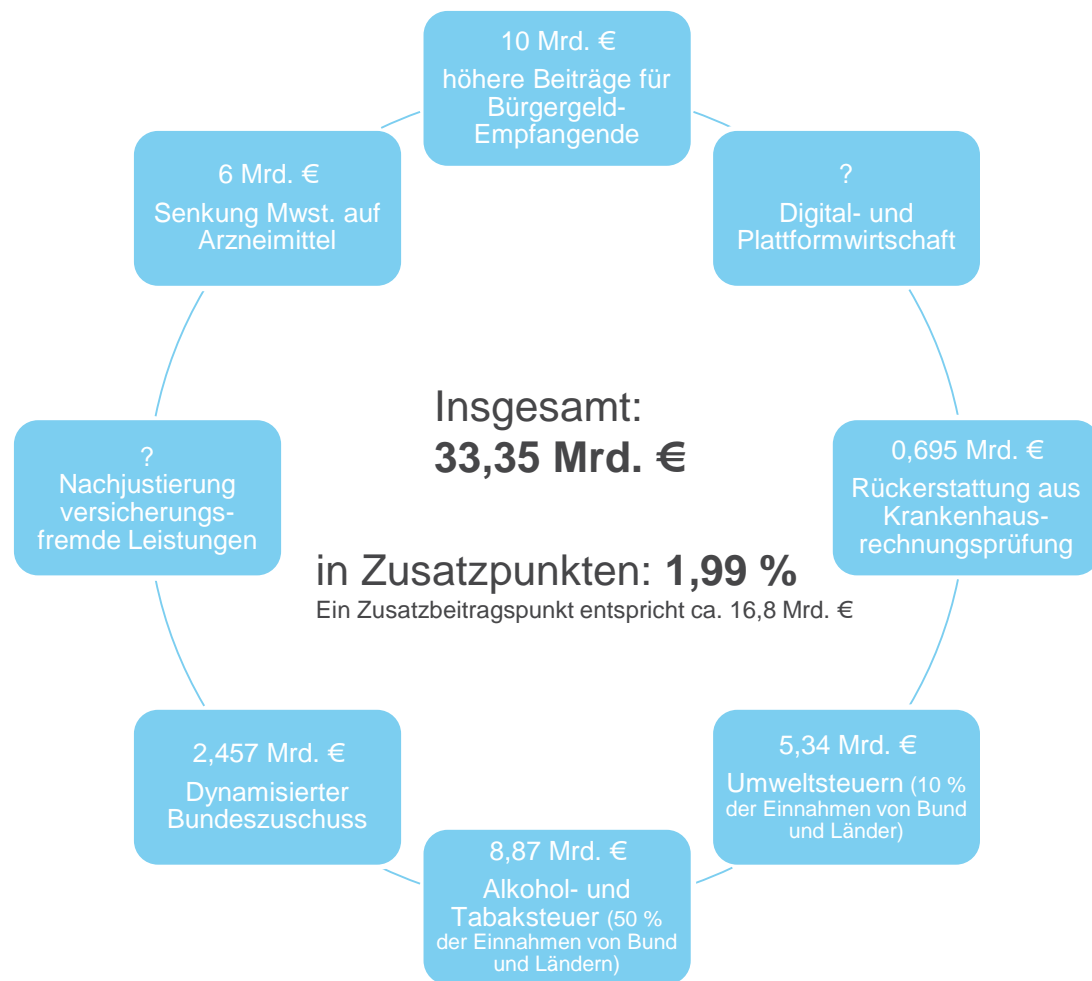 10 Mrd. €
höhere Beiträge für
Bürgergeld-
Empfangende
?
Digital- und
Plattformwirtschaft
0,695 Mrd. €
Rückerstattung aus
Krankenhaus-
rechnungsprüfung
5,34 Mrd. €
Umweltsteuern (10 %
der Einnahmen von Bund
und Länder)
8,87 Mrd. €
Alkohol- und
Tabaksteuer (50 %
der Einnahmen von Bund
und Ländern)
2,457 Mrd. €
Dynamisierter
Bundeszuschuss
?
Nachjustierung
versicherungs-
fremde Leistungen
6 Mrd. €
Senkung Mwst. auf
Arzneimittel
Insgesamt:
33,35 Mrd. €
in Zusatzpunkten: 1,99 %
Ein Zusatzbeitragspunkt entspricht ca. 16,8 Mrd. €